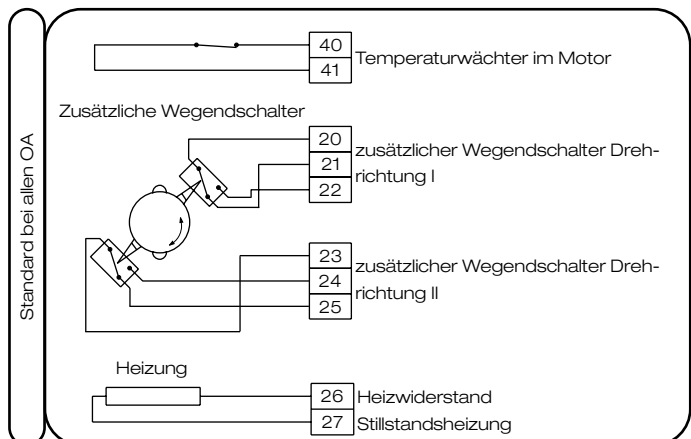 Standard bei allen OA
40
Temperaturwächter im Motor
41
Zusätzliche Wegendschalter
20
zusätzlicher Wegendschalter Dreh-
21
richtung I
22
23
zusätzlicher Wegendschalter Dreh-
24
richtung II
25
Heizung
26 Heizwiderstand
27 Stillstandsheizung